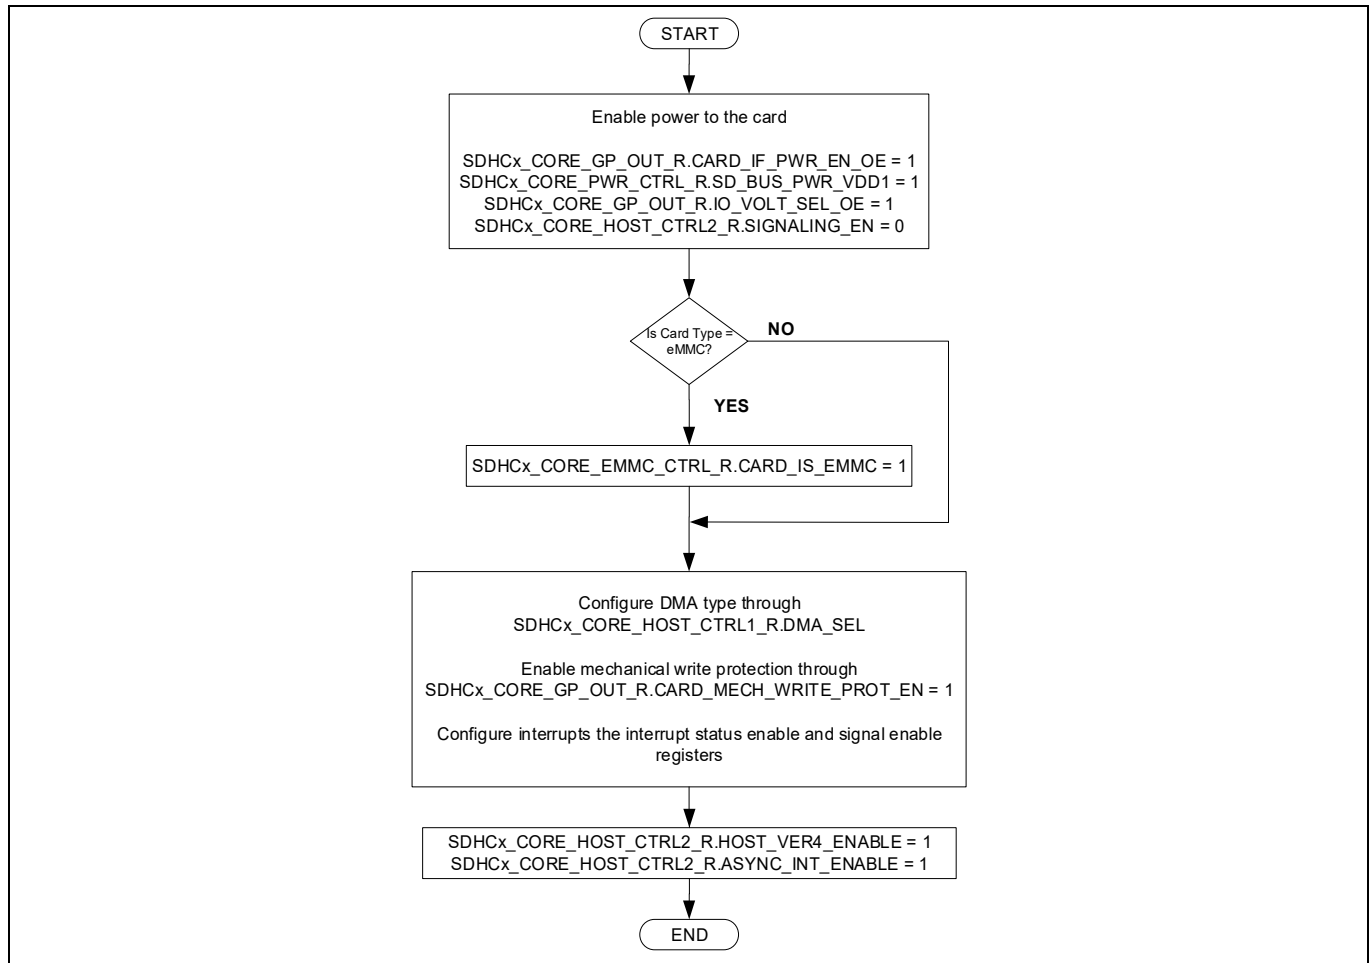 START
Enable power to the card
SDHCx_CORE_GP_OUT_R.CARD_IF_PWR_EN_OE = 1
SDHCx_CORE_PWR_CTRL_R.SD_BUS_PWR_VDD1 = 1
SDHCx_CORE_GP_OUT_R.IO_VOLT_SEL_OE = 1
SDHCx_CORE_HOST_CTRL2_R.SIGNALING_EN = 0
Is Card Type =
eMMC?
NO
YES
SDHCx_CORE_EMMC_CTRL_R.CARD_IS_EMMC = 1
Configure DMA type through
SDHCx_CORE_HOST_CTRL1_R.DMA_SEL
Enable mechanical write protection through
SDHCx_CORE_GP_OUT_R.CARD_MECH_WRITE_PROT_EN = 1
Configure interrupts the interrupt status enable and signal enable
registers
SDHCx_CORE_HOST_CTRL2_R.HOST_VER4_ENABLE = 1
SDHCx_CORE_HOST_CTRL2_R.ASYNC_INT_ENABLE = 1
END